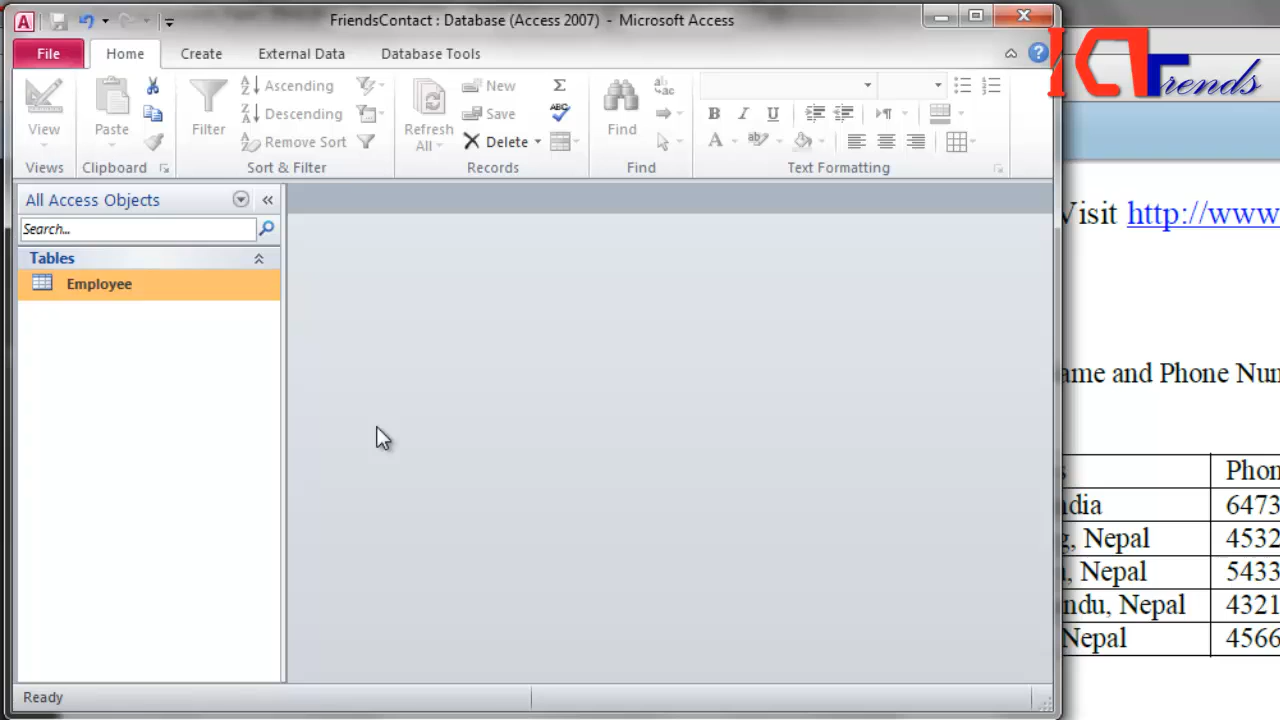 FriendsContact : Database (Access 2007) - Microsoft Access
File Home Create External Data Database Tools
View
Views
Paste
Clipboard
Filter
Ascending
Descending
Remove Sort
Sort & Filter
Refresh
All
New
Save
Delete
Records
Find
Find
B I U
Text Formatting
ICTrends
All Access Objects
Search...
Tables
Employee
Ready
Visit http://www
ame and Phone Num
Phon
ndia 6473
g, Nepal 4532
, Nepal 5433
ndu, Nepal 4321
Nepal 4566